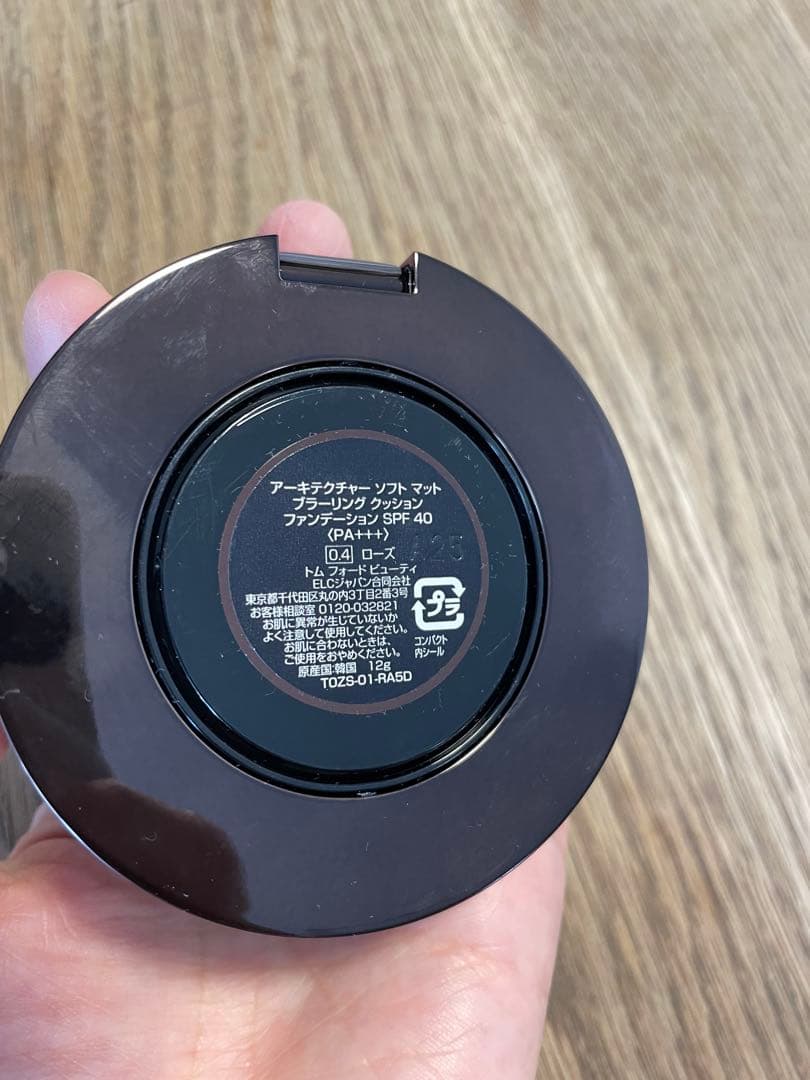 アーキテクチャー ソフト マット
ブラーリング クッション
ファンデーション SPF 40
〈PA+++〉
0.4 ローズ
トム フォード ビューティ
ELCジャパン合同会社
東京都千代田区丸の内3丁目2番3号
お客様相談室 0120-032821
お肌に異常が生じていないか
よく注意して使用してください。
お肌に合わないときは、
ご使用をおやめください。
原産国:韓国 12g
TOZS-01-RA5D
プラ
コンパクト
内シール